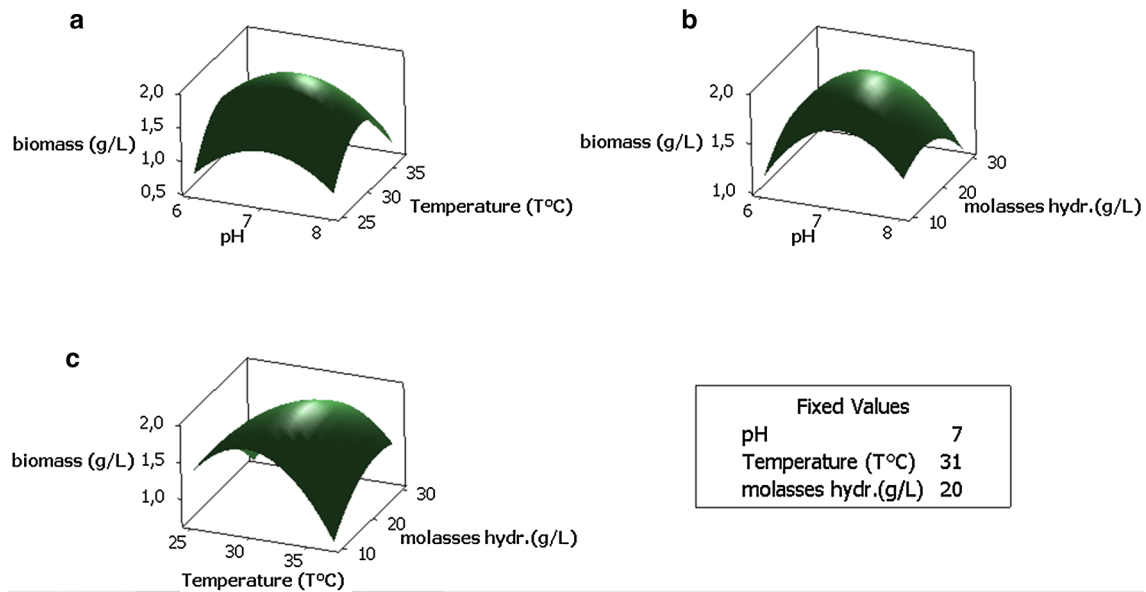 a
2,0
1,5
biomass (g/L)
1,0
0,5
6
7
8
pH
25
30
35
Temperature (T°C)
b
2,0
biomass (g/L)
1,5
1,0
6
7
8
pH
10
20
30
molasses hydr.(g/L)
c
2,0
biomass (g/L)
1,5
1,0
25
30
35
Temperature (T°C)
10
20
30
molasses hydr.(g/L)
Fixed Values
pH 7
Temperature (T°C) 31
molasses hydr.(g/L) 20